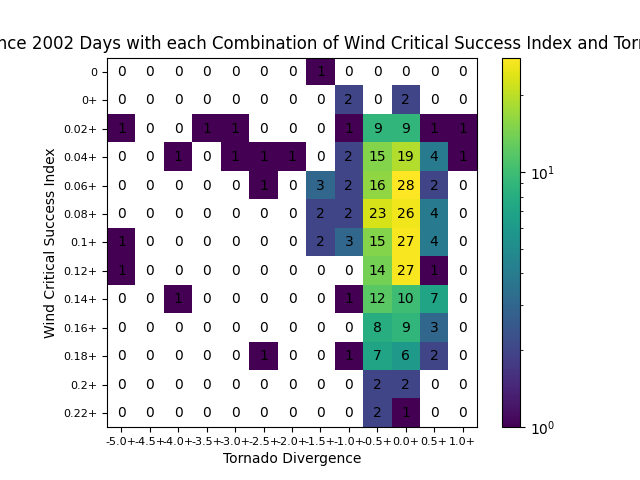 nce 2002 Days with each Combination of Wind Critical Success Index and Tor
0 0 0 0 0 0 0 0 1 0 0 0 0 0
0+ 0 0 0 0 0 0 0 0 2 0 2 0 0
0.02+ 1 0 0 1 1 0 0 0 1 9 9 1 1
0.04+ 0 0 1 0 1 1 1 0 2 15 19 4 1
0.06+ 0 0 0 0 0 1 0 3 2 16 28 2 0
0.08+ 0 0 0 0 0 0 0 2 2 23 26 4 0
0.1+ 1 0 0 0 0 0 0 2 3 15 27 4 0
0.12+ 1 0 0 0 0 0 0 0 0 14 27 1 0
0.14+ 0 0 1 0 0 0 0 0 1 12 10 7 0
0.16+ 0 0 0 0 0 0 0 0 0 8 9 3 0
0.18+ 0 0 0 0 0 1 0 0 1 7 6 2 0
0.2+ 0 0 0 0 0 0 0 0 0 2 2 0 0
0.22+ 0 0 0 0 0 0 0 0 0 2 1 0 0
-5.0+ -4.5+ -4.0+ -3.5+ -3.0+ -2.5+ -2.0+ -1.5+ -1.0+ -0.5+ 0.0+ 0.5+ 1.0+
Tornado Divergence
Wind Critical Success Index
10¹
10⁰